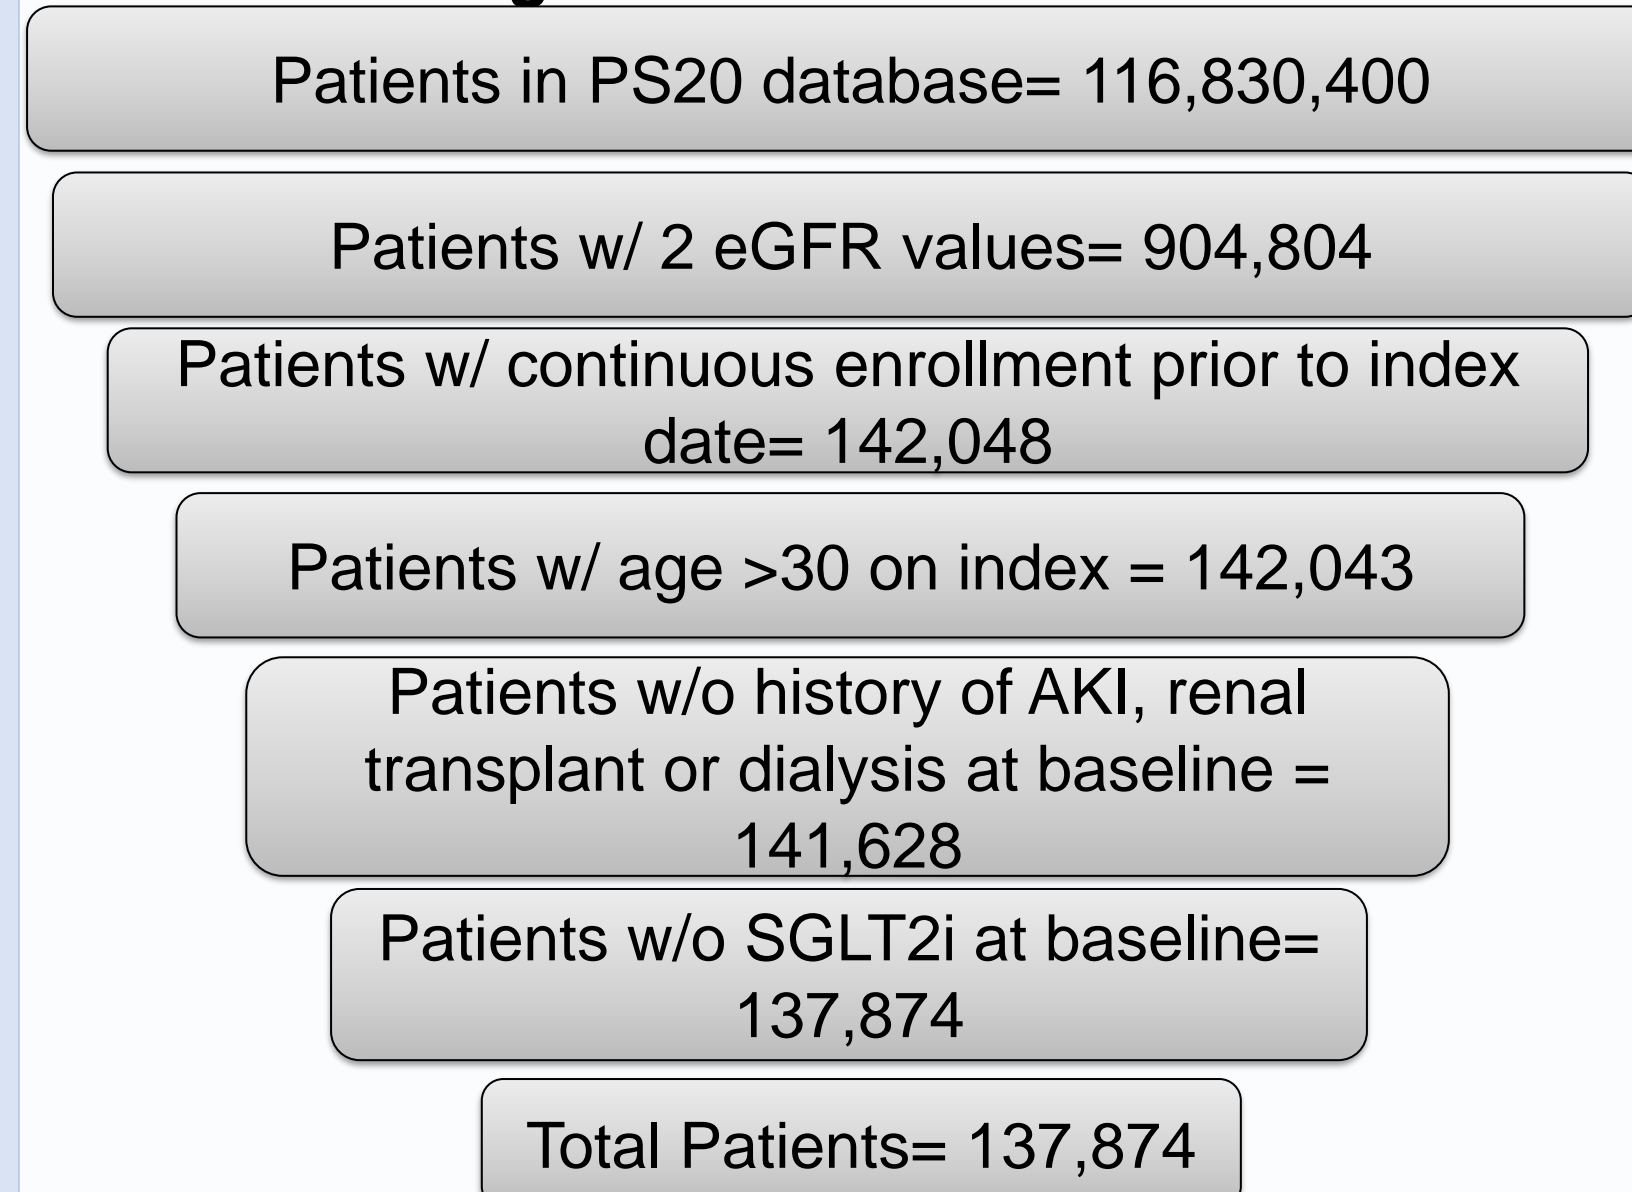 Patients in PS20 database= 116,830,400
Patients w/ 2 eGFR values= 904,804
Patients w/ continuous enrollment prior to index
date= 142,048
Patients w/ age >30 on index = 142,043
Patients w/o history of AKI, renal
transplant or dialysis at baseline =
141,628
Patients w/o SGLT2i at baseline=
137,874
Total Patients= 137,874